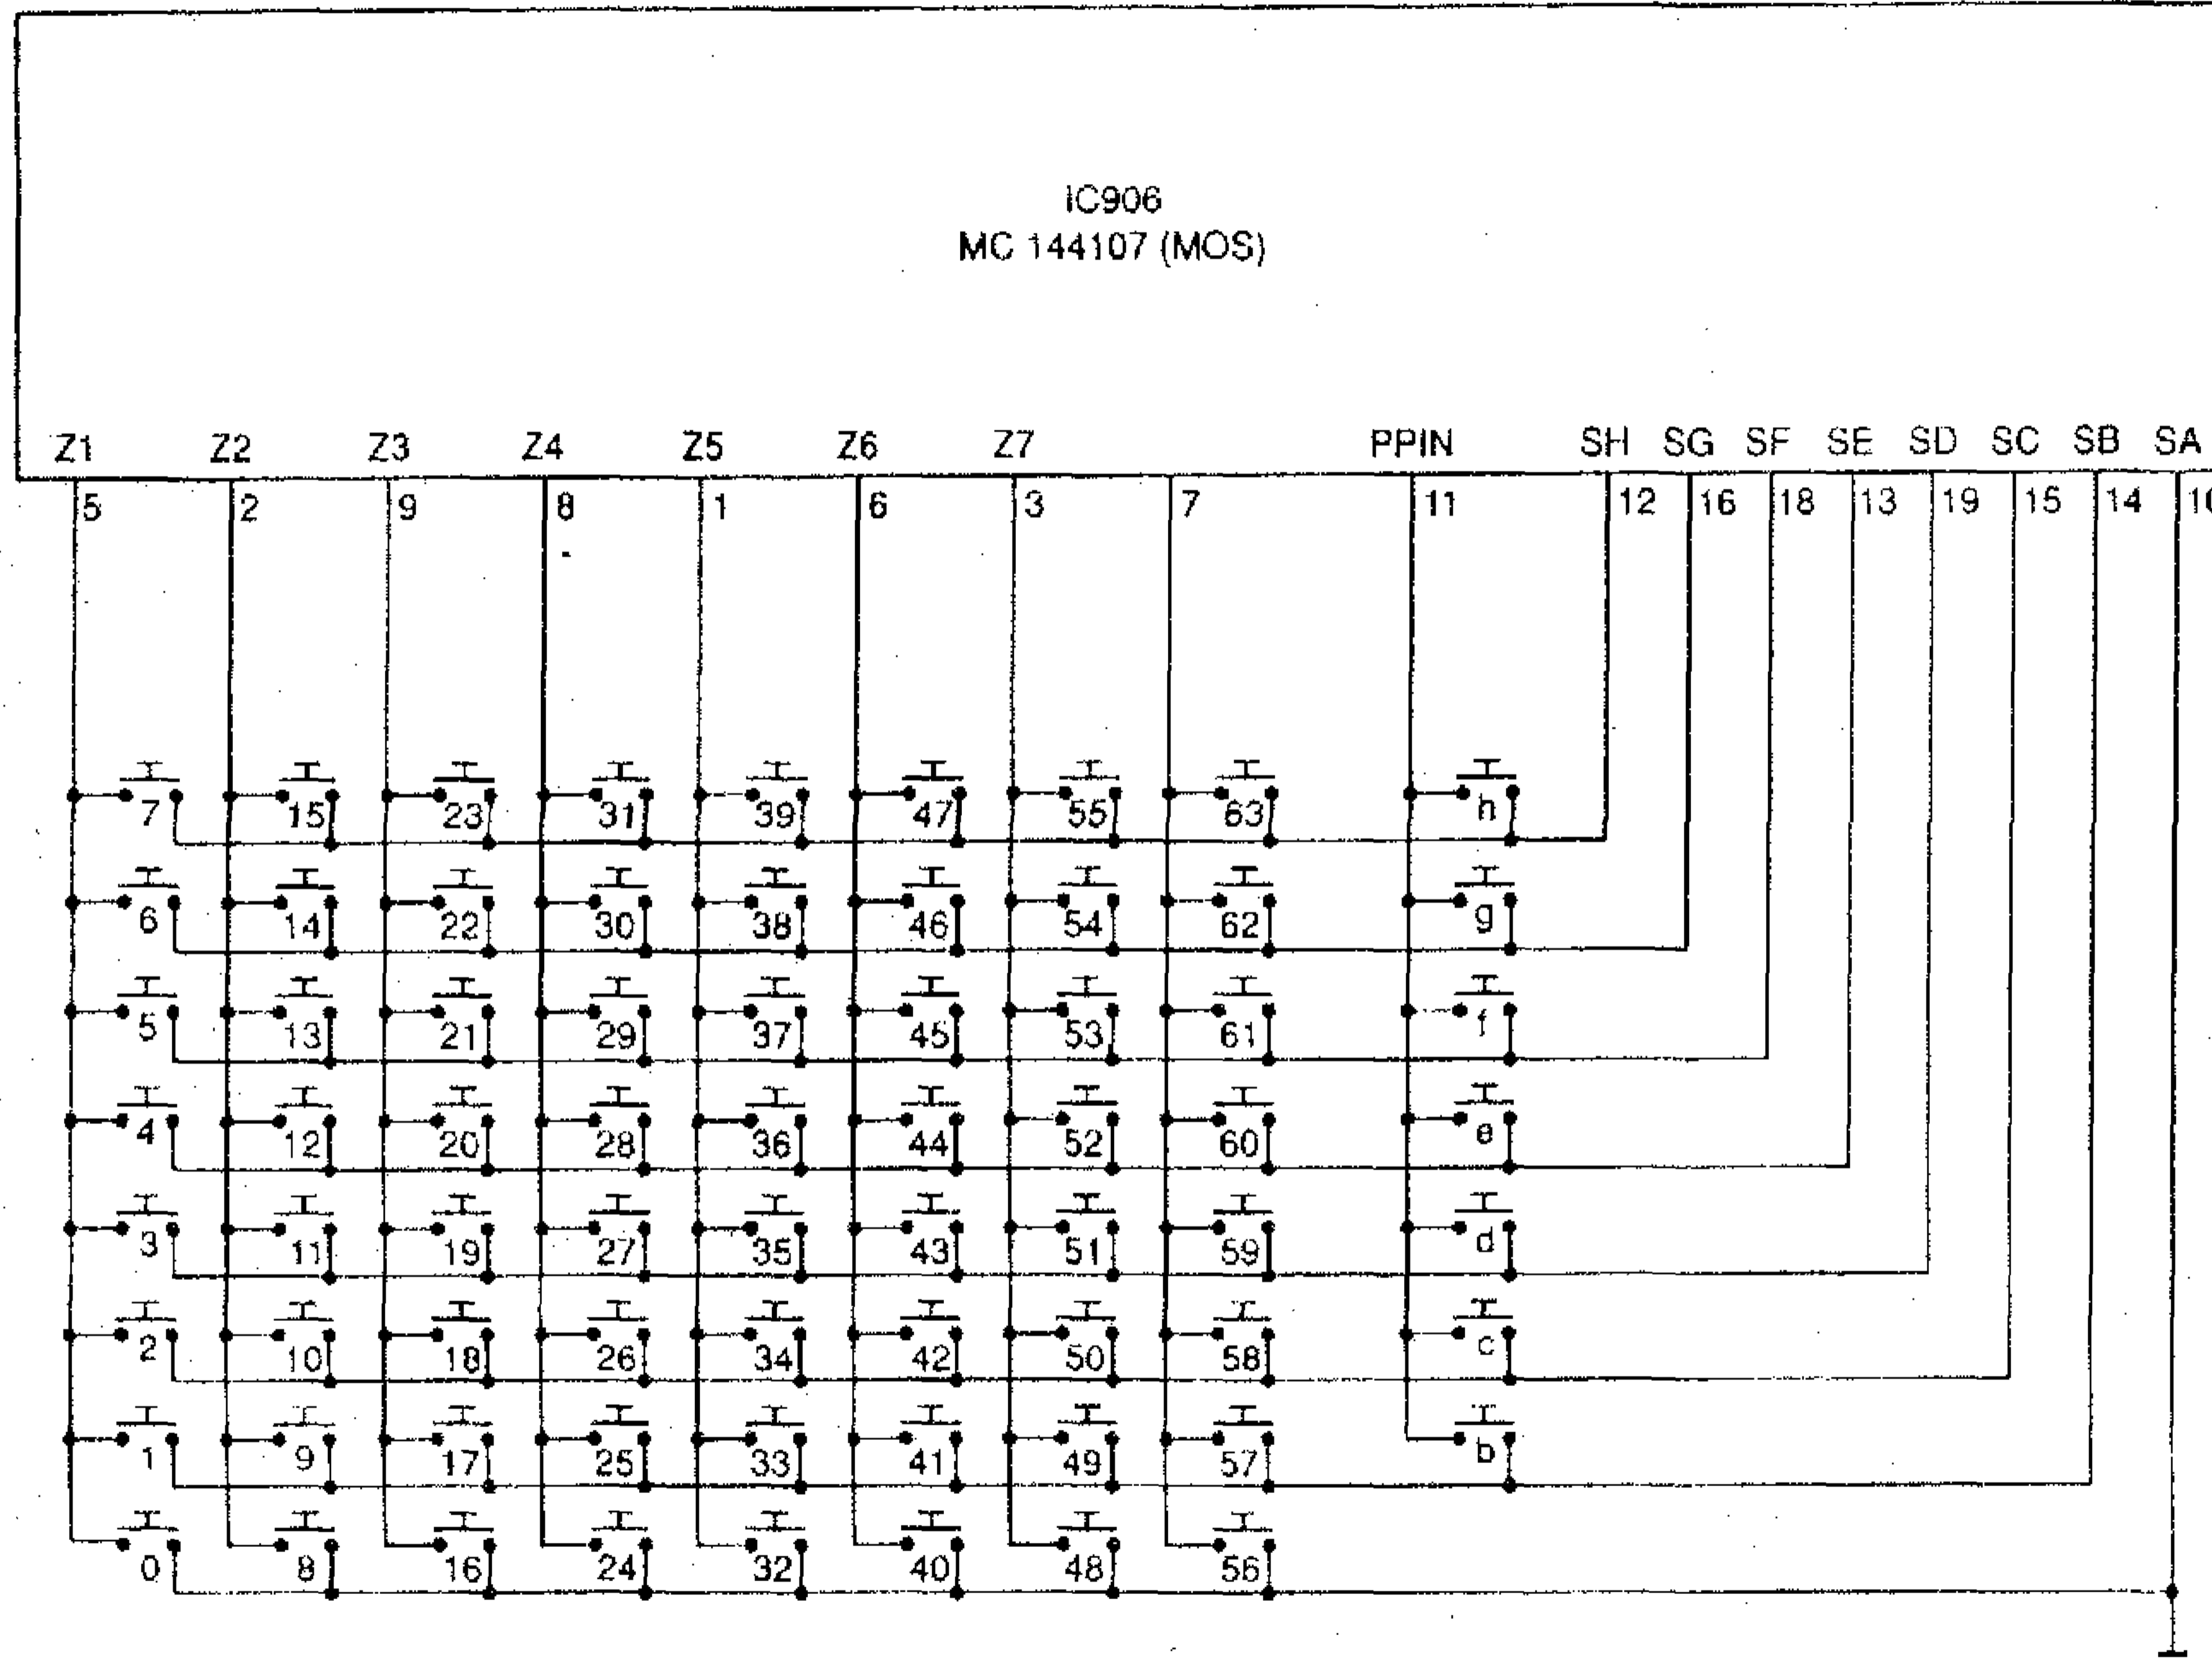 IC906
MC 144107 (MOS)
Z1 Z2 Z3 Z4 Z5 Z6 Z7 PPIN SH SG SF SE SD SC SB SA
5 2 9 8 1 6 3 7 11 12 16 18 13 19 15 14
7 15 23 31 39 47 55 63 h
6 14 22 30 38 46 54 62 g
5 13 21 29 37 45 53 61 f
4 12 20 28 36 44 52 60 e
3 11 19 27 35 43 51 59 d
2 10 18 26 34 42 50 58 c
1 9 17 25 33 41 49 57 b
0 8 16 24 32 40 48 56